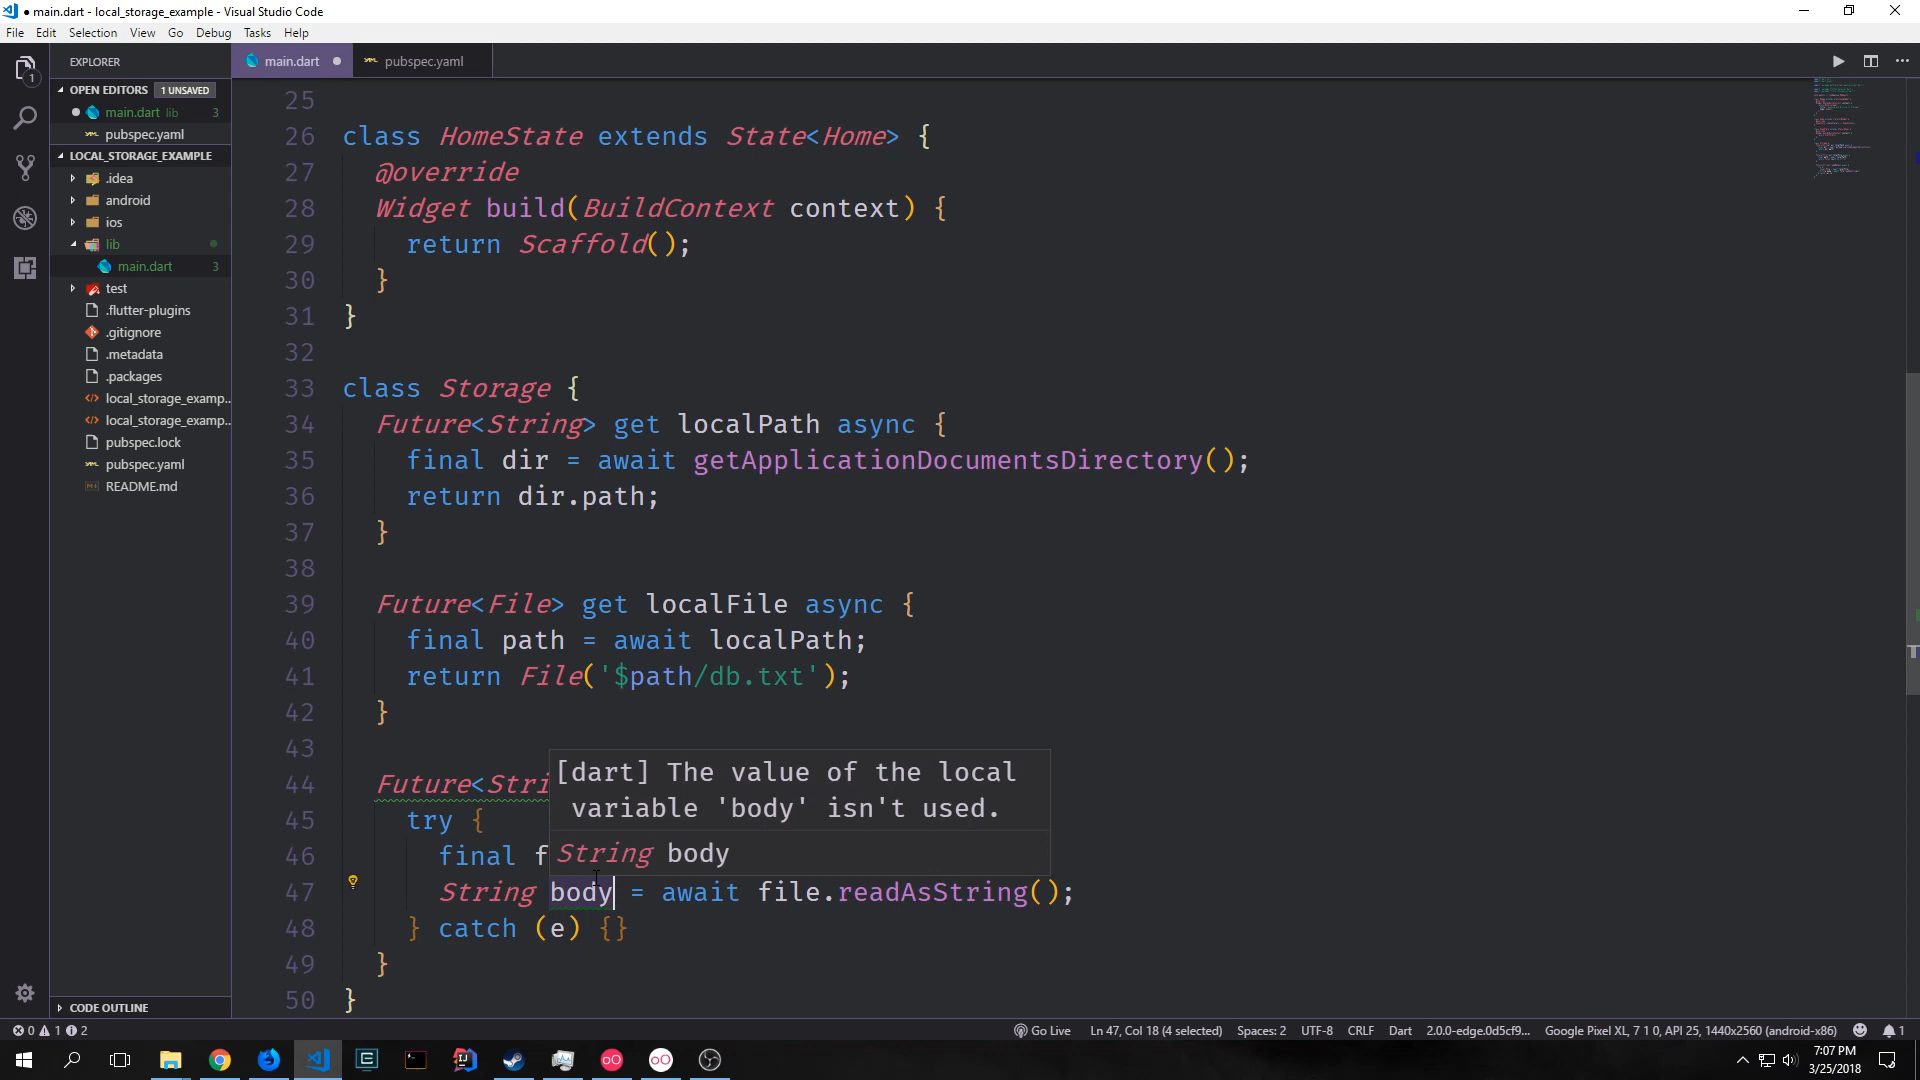 ● main.dart - local_storage_example - Visual Studio Code
File Edit Selection View Go Debug Tasks Help
EXPLORER
main.dart
pubspec.yaml
1
OPEN EDITORS 1 UNSAVED
main.dart lib 3
pubspec.yaml
LOCAL_STORAGE_EXAMPLE
.idea
android
ios
lib
main.dart 3
test
.flutter-plugins
.gitignore
.metadata
.packages
local_storage_examp..
local_storage_examp..
pubspec.lock
pubspec.yaml
README.md
CODE OUTLINE
25
26 class HomeState extends State<Home> {
27 @override
28 Widget build(BuildContext context) {
29 return Scaffold();
30 }
31 }
32
33 class Storage {
34 Future<String> get localPath async {
35 final dir = await getApplicationDocumentsDirectory();
36 return dir.path;
37 }
38
39 Future<File> get localFile async {
40 final path = await localPath;
41 return File('$path/db.txt');
42 }
43
44 Future<Stri
[dart] The value of the local
variable 'body' isn't used.
String body
45 try {
46 final f
47 String body = await file.readAsString();
48 } catch (e) {}
49 }
50 }
0 1 2
Go Live Ln 47, Col 18 (4 selected) Spaces: 2 UTF-8 CRLF Dart 2.0.0-edge.0d5cf9... Google Pixel XL, 7 1 0, API 25, 1440x2560 (android-x86) 1
7:07 PM
3/25/2018